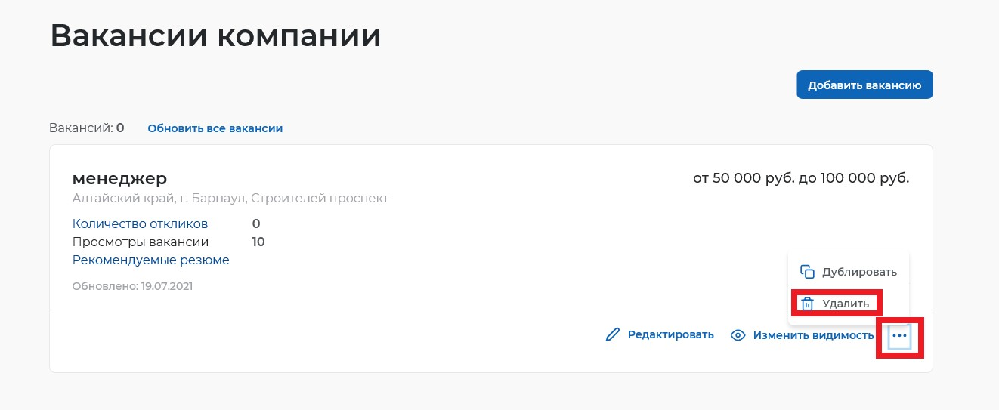 Вакансии компании
Добавить вакансию
Вакансий: 0 Обновить все вакансии
менеджер от 50 000 руб. до 100 000 руб.
Алтайский край, г. Барнаул, Строителей проспект
Количество откликов 0
Просмотры вакансии 10
Рекомендуемые резюме
Дублировать
Обновлено: 19.07.2021
Удалить
Редактировать Изменить видимость ...